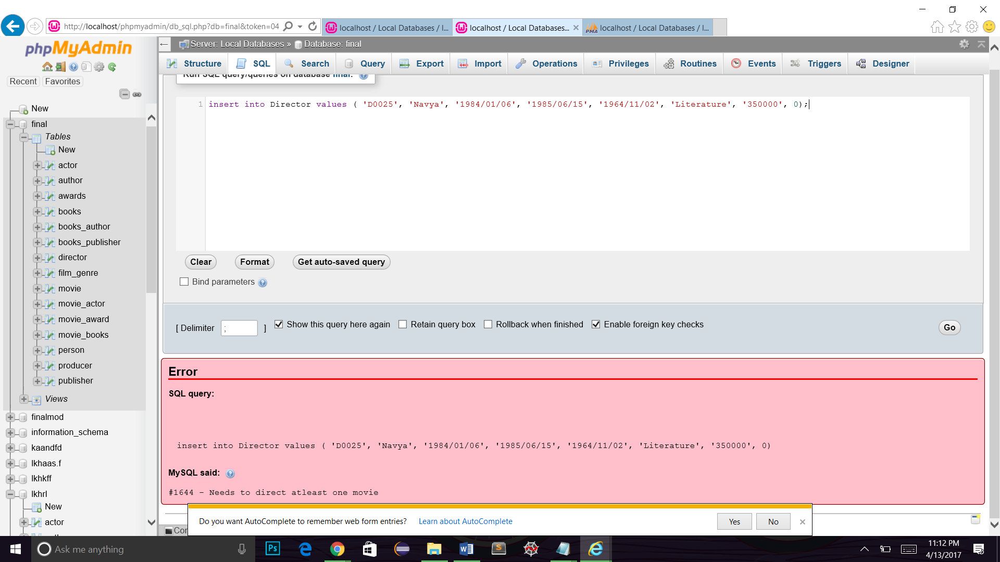 http://localhost/phpmyadmin/db_sql.php?db=final&token=04
localhost / Local Databases / l...
localhost / Local Databases...
PMA
localhost / Local Databases / l...
phpMyAdmin
Recent
Favorites
New
final
Tables
New
actor
author
awards
books
books_author
books_publisher
director
film_genre
movie
movie_actor
movie_award
movie_books
person
producer
publisher
Views
finalmod
information_schema
kaandfd
lkhaas.f
lkhkff
lkhrl
New
actor
Server: Local Databases » Database: final
Structure
SQL
Search
Query
Export
Import
Operations
Privileges
Routines
Events
Triggers
Designer
Run SQL query/queries on database final:
1 insert into Director values ( 'D0025', 'Navya', '1984/01/06', '1985/06/15', '1964/11/02', 'Literature', '350000', 0);
Clear
Format
Get auto-saved query
Bind parameters
[ Delimiter ; ]
Show this query here again
Retain query box
Rollback when finished
Enable foreign key checks
Go
Error
SQL query:
insert into Director values ( 'D0025', 'Navya', '1984/01/06', '1985/06/15', '1964/11/02', 'Literature', '350000', 0)
MySQL said:
#1644 - Needs to direct atleast one movie
Do you want AutoComplete to remember web form entries?
Learn about AutoComplete
Yes
No
Con
Ask me anything
Ps
11:12 PM
4/13/2017